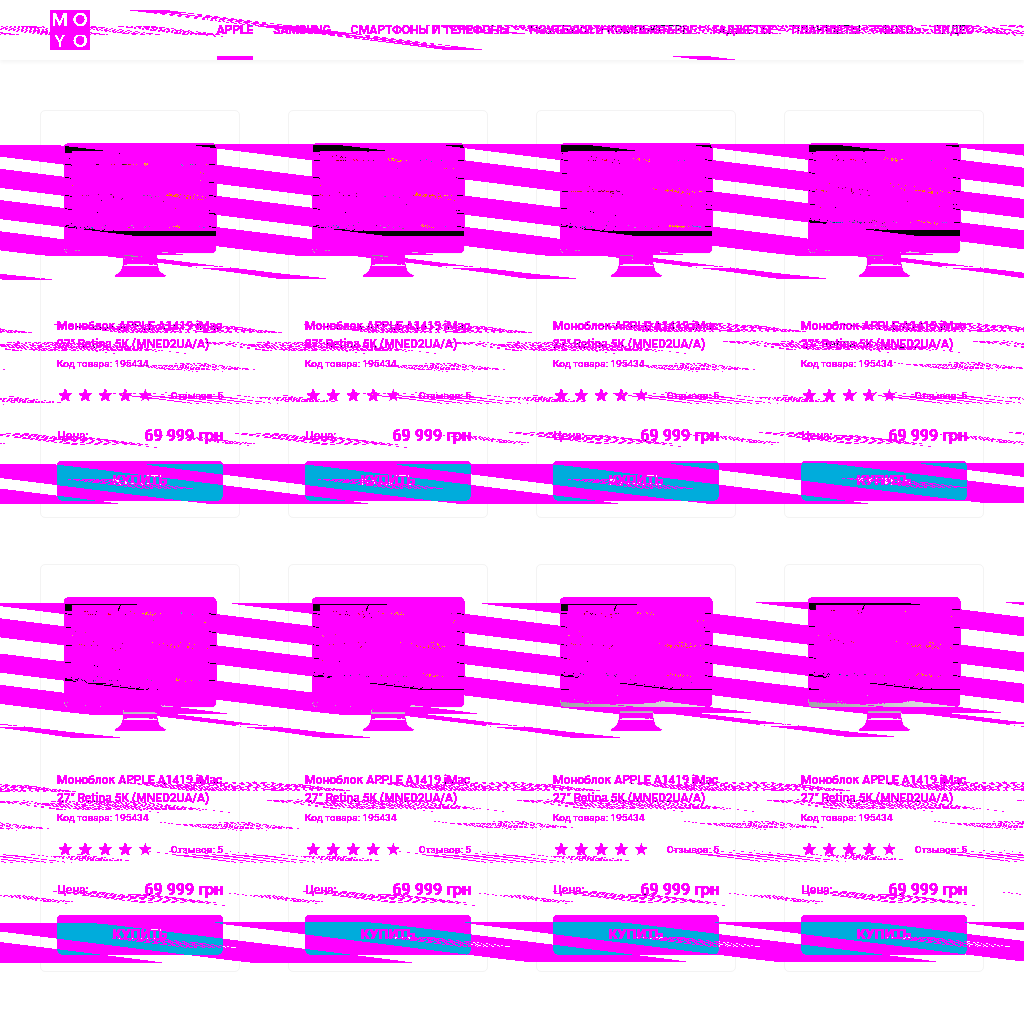 MO
YO
APPLE SAMSUNG СМАРТФОНЫ И ТЕЛЕФОНЫ НОУТБУКИ И КОМПЬЮТЕРЫ ГАДЖЕТЫ ПЛАНШЕТЫ ВИДЕО
Моноблок APPLE A1419 iMac Моноблок APPLE A1419 iMac Моноблок APPLE A1419 iMac Моноблок APPLE A1419 iMac
27" Retina 5K (MNED2UA/A) 27" Retina 5K (MNED2UA/A) 27" Retina 5K (MNED2UA/A) 27" Retina 5K (MNED2UA/A)
Код товара: 195434 Код товара: 195434 Код товара: 195434 Код товара: 195434
Отзывов: 5 Отзывов: 5 Отзывов: 5 Отзывов: 5
Цена: 69 999 грн Цена: 69 999 грн Цена: 69 999 грн Цена: 69 999 грн
КУПИТЬ КУПИТЬ КУПИТЬ КУПИТЬ
Моноблок APPLE A1419 iMac Моноблок APPLE A1419 iMac Моноблок APPLE A1419 iMac Моноблок APPLE A1419 iMac
27" Retina 5K (MNED2UA/A) 27" Retina 5K (MNED2UA/A) 27" Retina 5K (MNED2UA/A) 27" Retina 5K (MNED2UA/A)
Код товара: 195434 Код товара: 195434 Код товара: 195434 Код товара: 195434
Отзывов: 5 Отзывов: 5 Отзывов: 5 Отзывов: 5
Цена: 69 999 грн Цена: 69 999 грн Цена: 69 999 грн Цена: 69 999 грн
КУПИТЬ КУПИТЬ КУПИТЬ КУПИТЬ